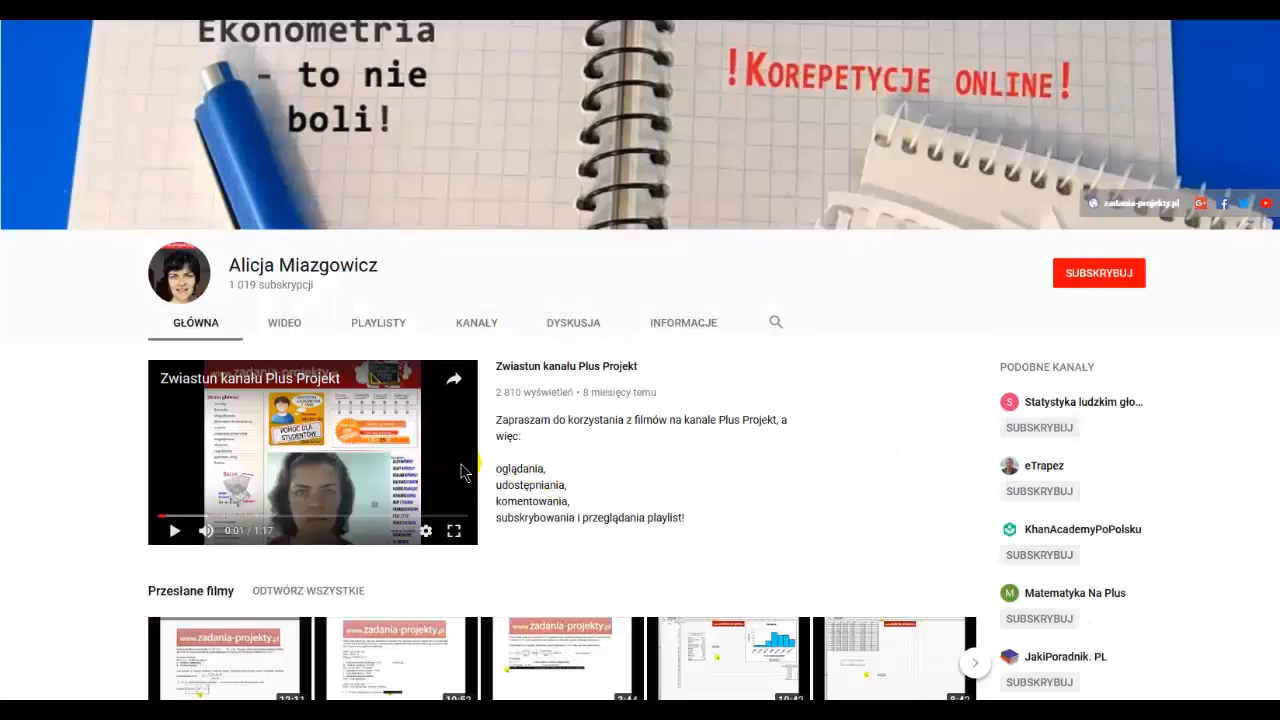 Ekonometria
- to nie
boli!
!Korepetycje online!
zadania-projekty.pl
Alicja Miazgowicz
1 019 subskrypcji
SUBSKRYBUJ
GŁÓWNA
WIDEO
PLAYLISTY
KANAŁY
DYSKUSJA
INFORMACJE
Zwiastun kanału Plus Projekt
POMOC DLA
STUDENTÓW
0:01 / 1:17
Zwiastun kanału Plus Projekt
2 810 wyświetleń • 8 miesięcy temu
Zapraszam do korzystania z filmów na kanale Plus Projekt, a
więc:
oglądania,
udostępniania,
komentowania,
subskrybowania i przeglądania playlist!
PODOBNE KANAŁY
S Statystyka ludzkim gło...
SUBSKRYBUJ
eTrapez
SUBSKRYBUJ
KhanAcademyPoPolsku
SUBSKRYBUJ
M Matematyka Na Plus
SUBSKRYBUJ
JakiPoradnik. PL
SUBSKRYBUJ
Przesłane filmy
ODTWÓRZ WSZYSTKIE
www.zadania-projekty.pl
www.zadania-projekty.pl
www.zadania-projekty.pl